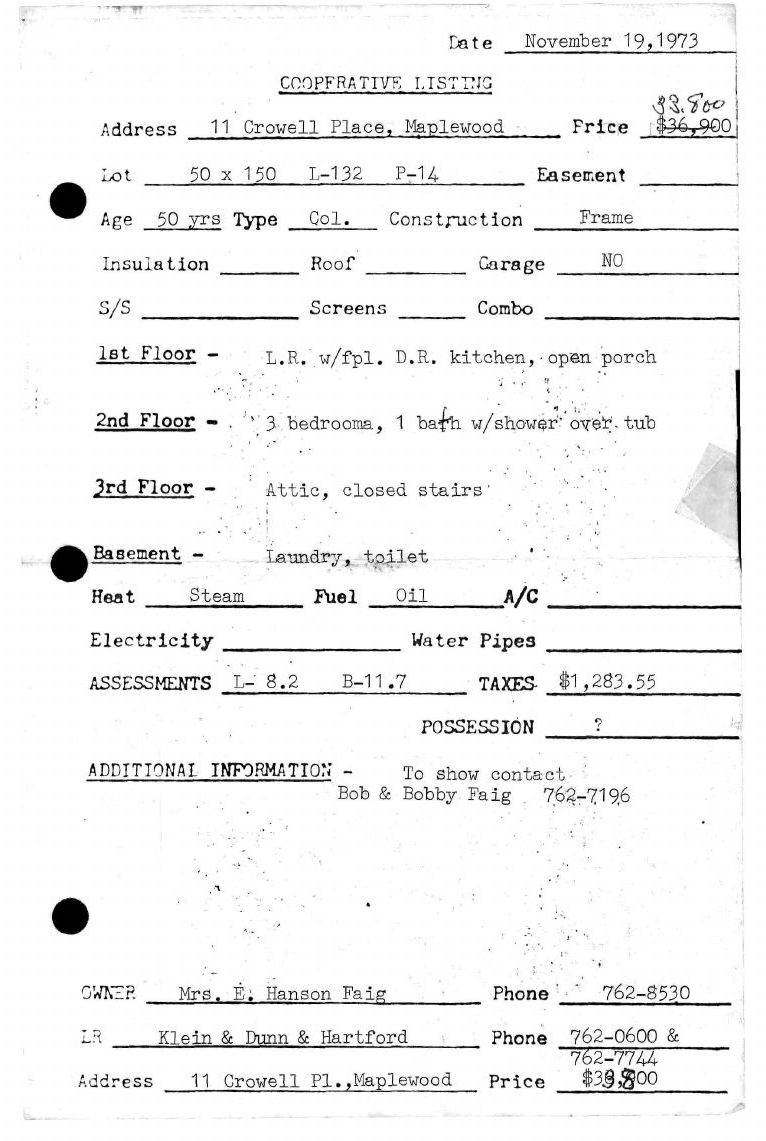 Date November 19,1973
COOPERATIVE LISTING
33.800
Address 11 Crowell Place, Maplewood Price $36,900
Lot 50 x 150 L-132 P-14 Easement
Age 50 yrs Type Col. Construction Frame
Insulation Roof Garage NO
S/S Screens Combo
1st Floor - L.R. w/fpl. D.R. kitchen, open porch
2nd Floor - 3 bedrooma, 1 bath w/shower over tub
3rd Floor - Attic, closed stairs
Basement - Laundry, toilet
Heat Steam Fuel Oil A/C
Electricity Water Pipes
ASSESSMENTS L- 8.2 B-11.7 TAXES $1,283.55
POSSESSION ?
ADDITIONAL INFORMATION - To show contact
Bob & Bobby Faig 762-7196
OWNER Mrs. E. Hanson Faig Phone 762-8530
LR Klein & Dunn & Hartford Phone 762-0600 &
762-7744
Address 11 Crowell Pl.,Maplewood Price